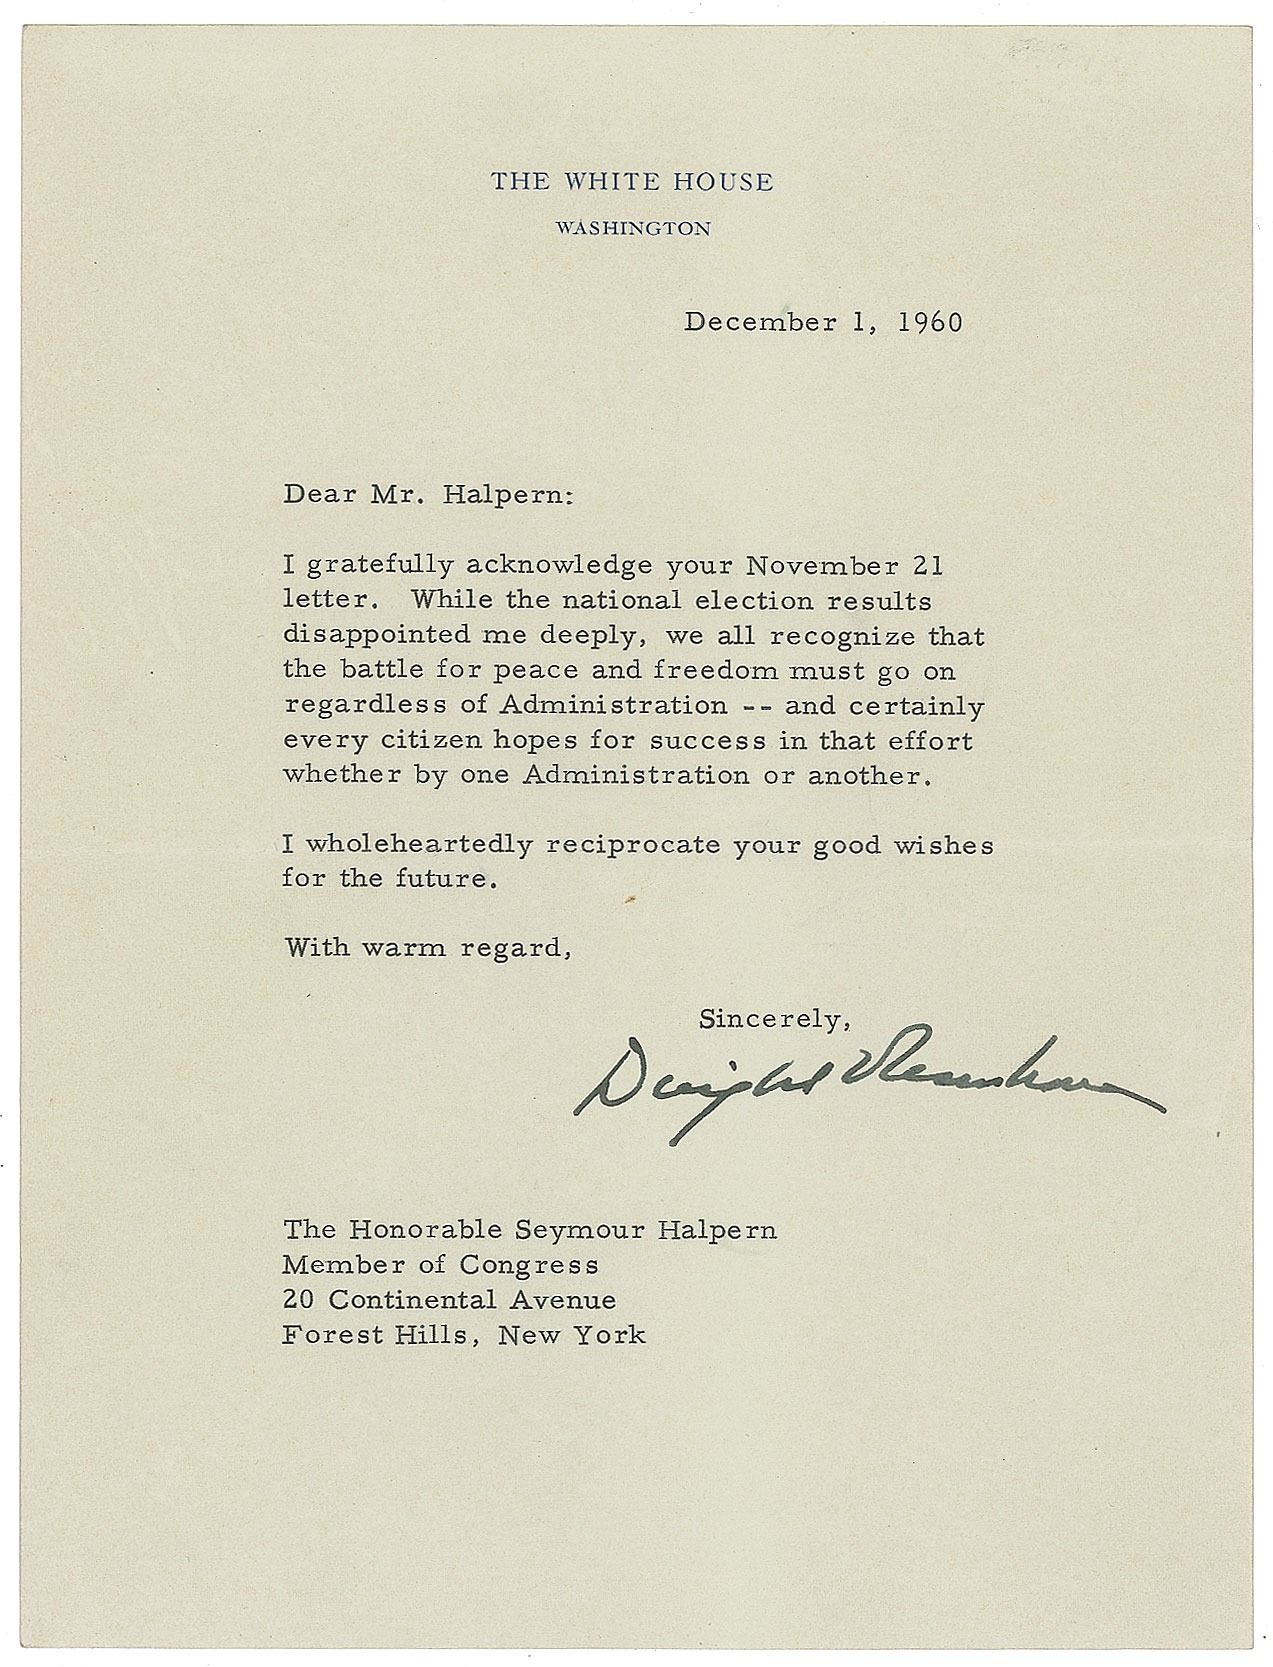 THE WHITE HOUSE
WASHINGTON
December 1, 1960
Dear Mr. Halpern:
I gratefully acknowledge your November 21
letter. While the national election results
disappointed me deeply, we all recognize that
the battle for peace and freedom must go on
regardless of Administration -- and certainly
every citizen hopes for success in that effort
whether by one Administration or another.
I wholeheartedly reciprocate your good wishes
for the future.
With warm regard,
Sincerely,
Dwight Eisenhower
The Honorable Seymour Halpern
Member of Congress
20 Continental Avenue
Forest Hills, New York